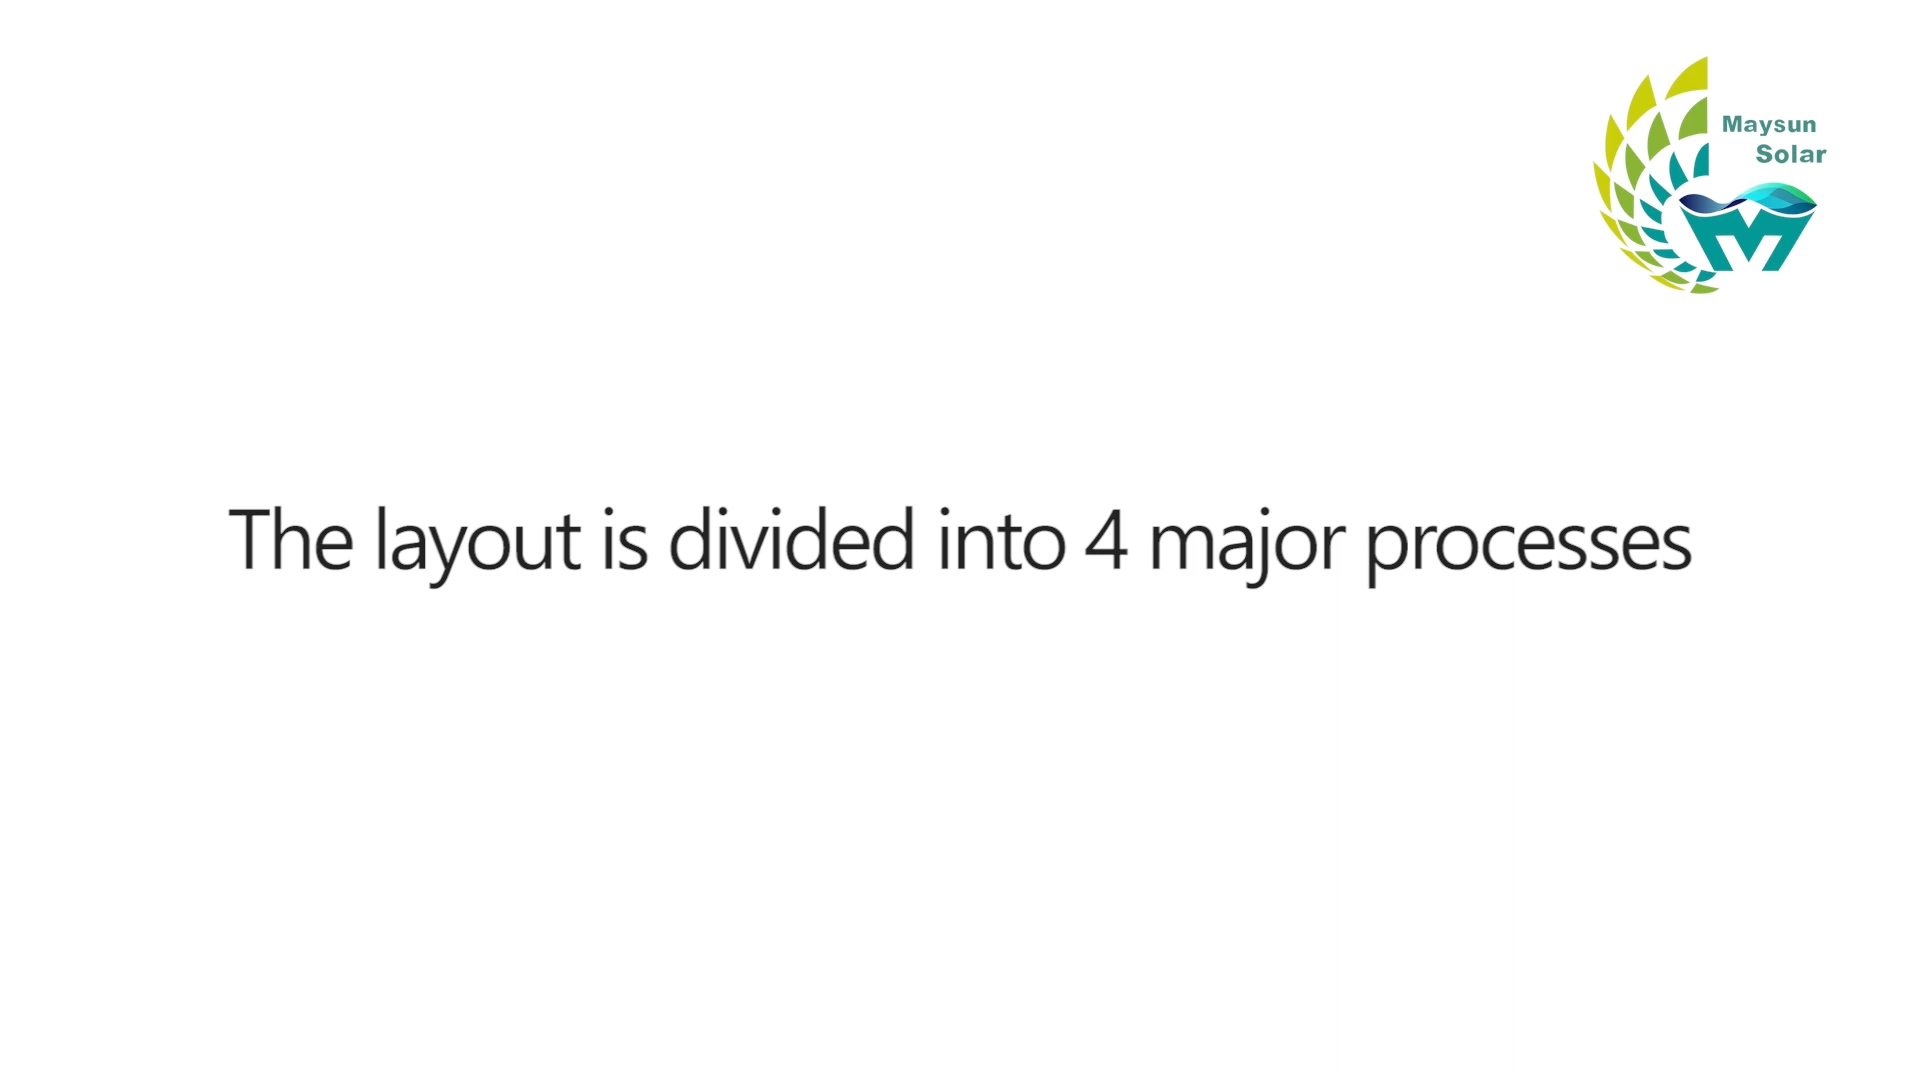 Maysun
Solar
The layout is divided into 4 major processes